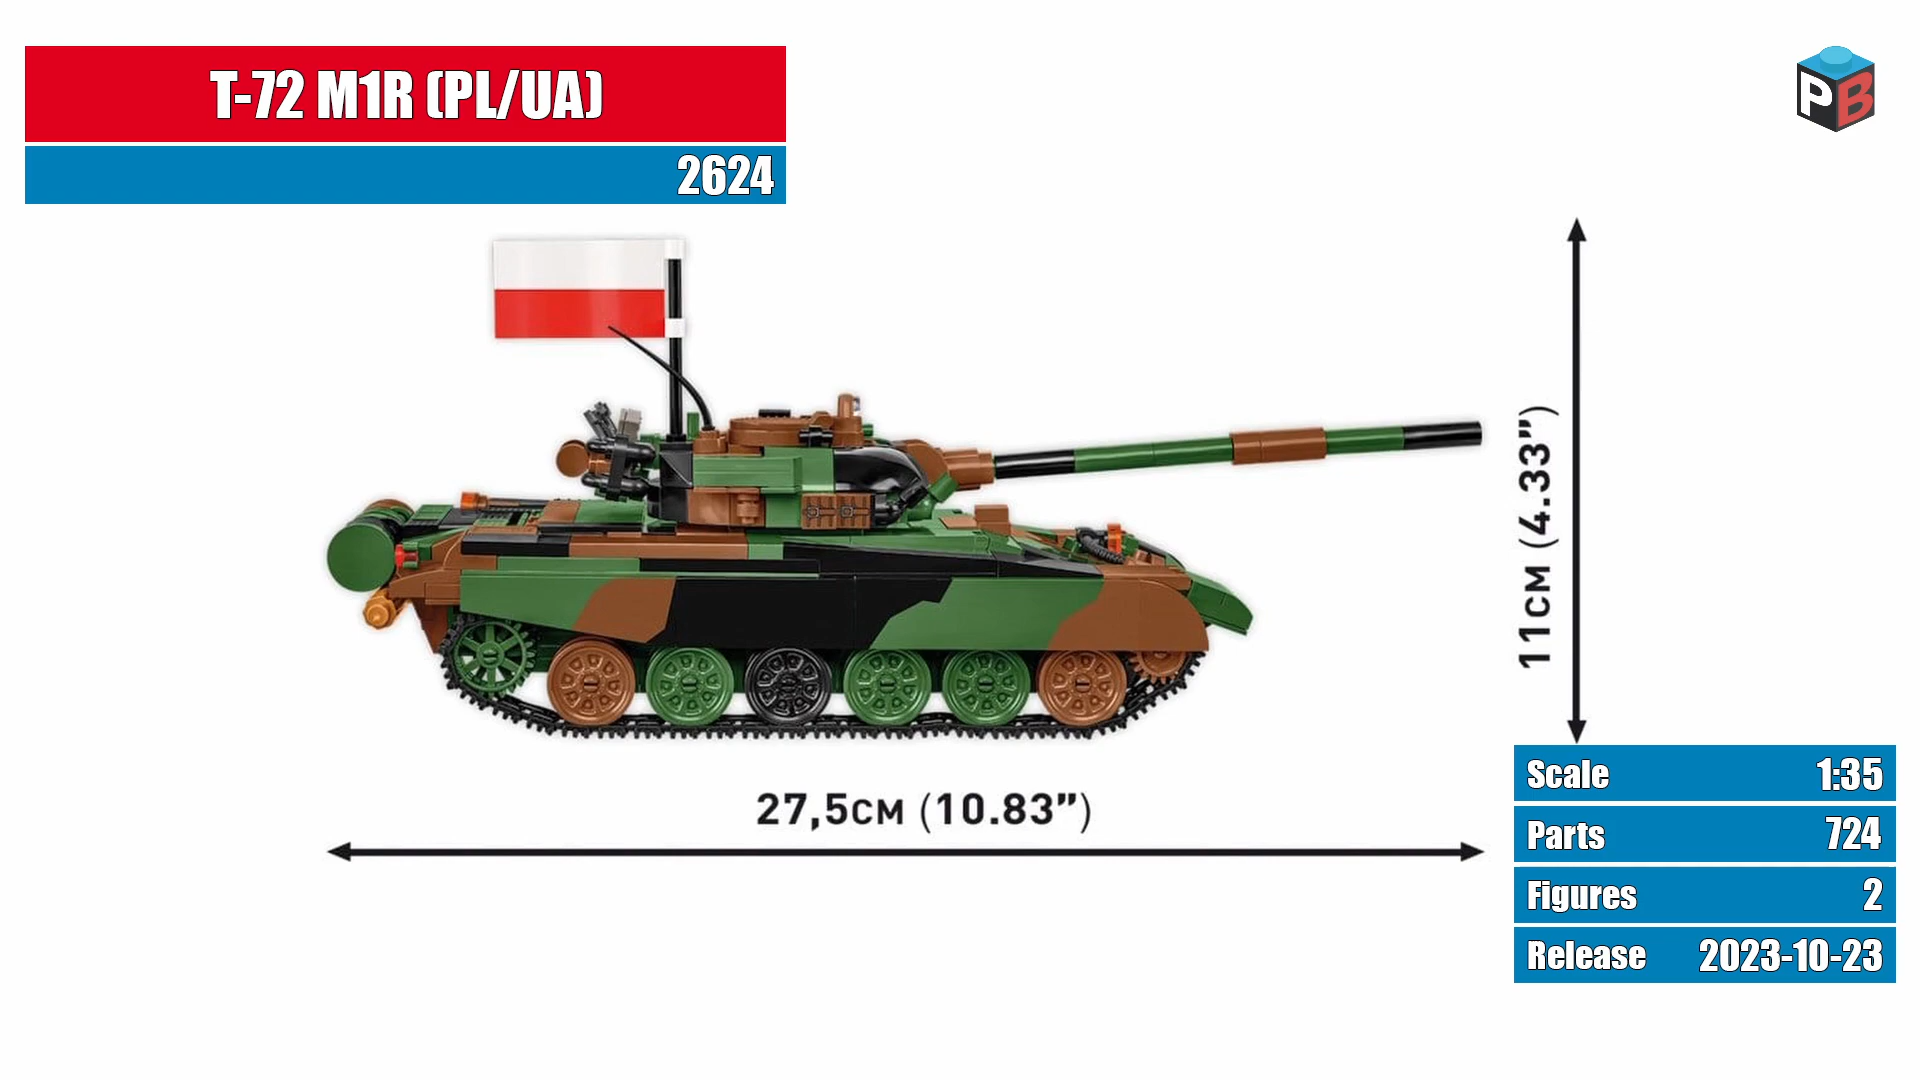 T-72 M1R (PL/UA)
2624
PB
11CM (4.33”)
27,5CM (10.83”)
Scale 1:35
Parts 724
Figures 2
Release 2023-10-23